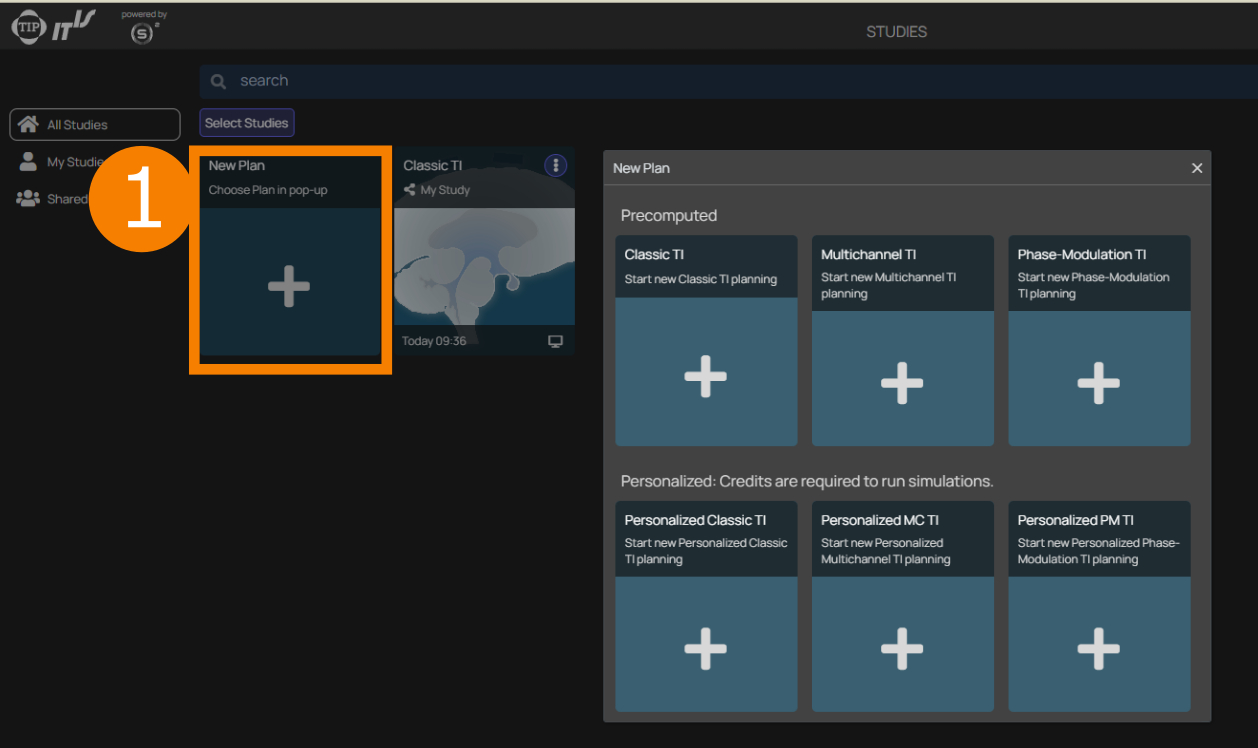 TIP IT'IS
powered by
S
STUDIES
search
All Studies
Select Studies
My Studie
Shared
1
New Plan
Choose Plan in pop-up
Classic TI
My Study
Today 09:36
New Plan
Precomputed
Classic TI
Start new Classic TI planning
Multichannel TI
Start new Multichannel TI
planning
Phase-Modulation TI
Start new Phase-Modulation
TI planning
Personalized: Credits are required to run simulations.
Personalized Classic TI
Start new Personalized Classic
TI planning
Personalized MC TI
Start new Personalized
Multichannel TI planning
Personalized PM TI
Start new Personalized Phase-
Modulation TI planning